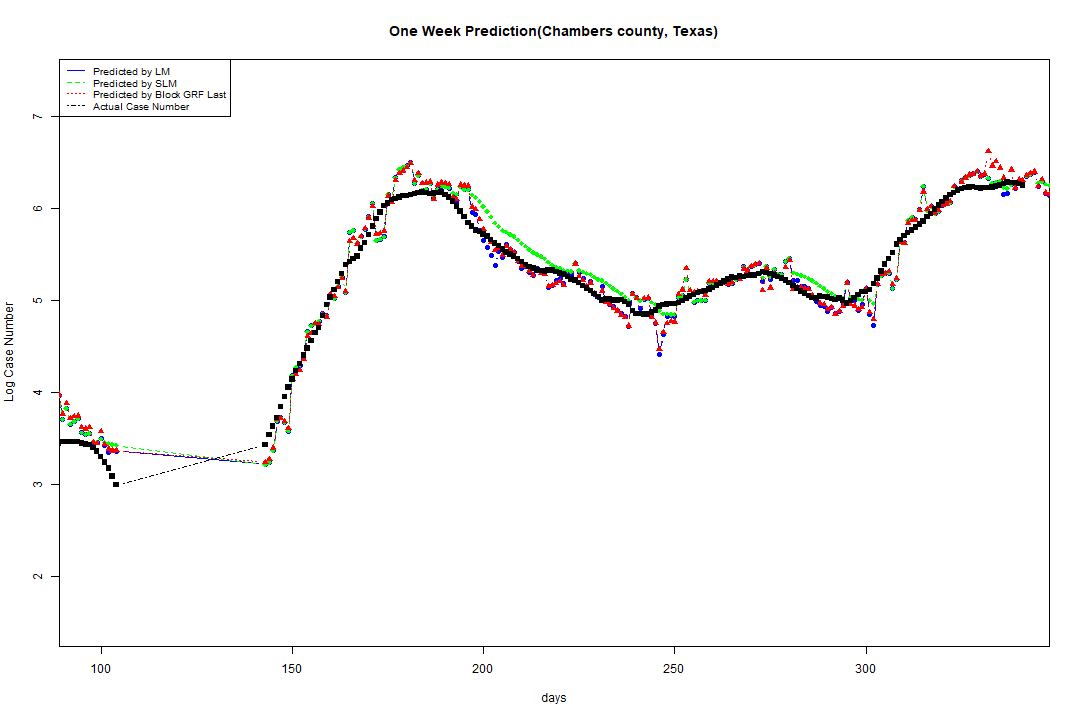 One Week Prediction(Chambers county, Texas)
Predicted by LM
Predicted by SLM
Predicted by Block GRF Last
Actual Case Number
7
6
5
4
3
2
Log Case Number
100 150 200 250 300
days